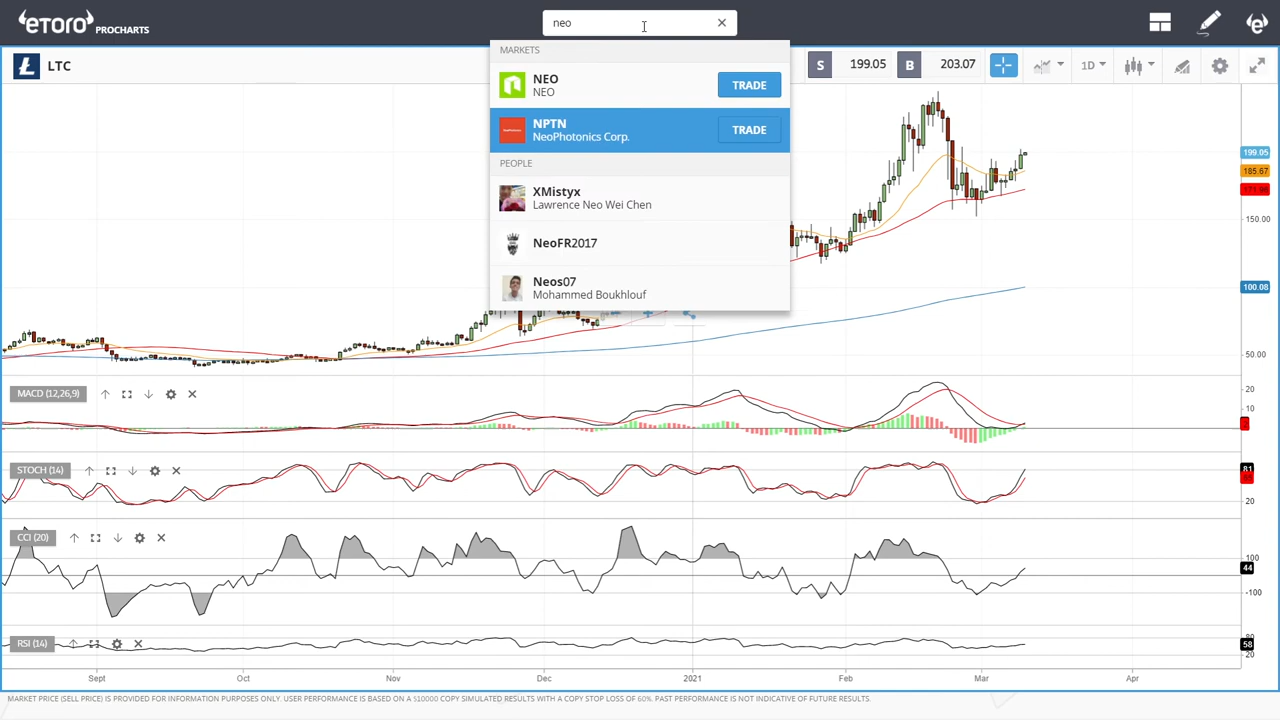 etoro PROCHARTS
neo
MARKETS
NEO
NEO
TRADE
NPTN
NeoPhotonics Corp.
TRADE
PEOPLE
XMistyx
Lawrence Neo Wei Chen
NeoFR2017
Neos07
Mohammed Boukhlouf
LTC
S 199.05 B 203.07
1D
199.05
185.67
150.00
100.08
50.00
MACD (12,26,9)
20
10
STOCH (14)
81
20
CCI (20)
100
44
-100
RSI (14)
80
58
20
Sept Oct Nov Dec 2021 Feb Mar Apr
MARKET PRICE (SELL PRICE) IS PROVIDED FOR INFORMATION PURPOSES ONLY. USER PERFORMANCE IS BASED ON A $10000 COPY SIMULATED RESULTS WITH A COPY STOP LOSS OF 60%. PAST PERFORMANCE IS NOT INDICATIVE OF FUTURE RESULTS.